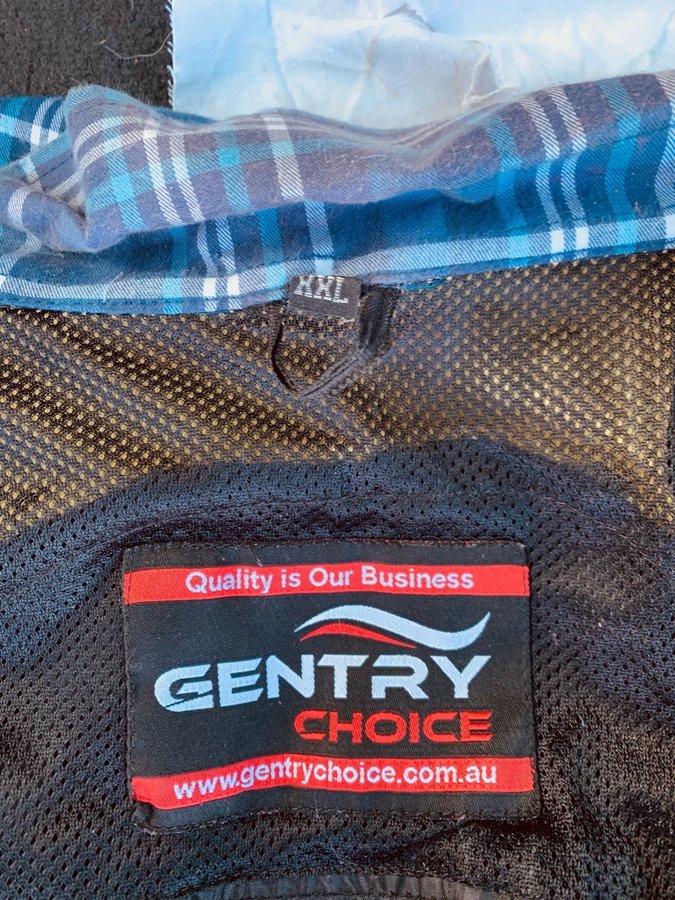 XXL
Quality is Our Business
GENTRY
CHOICE
www.gentrychoice.com.au